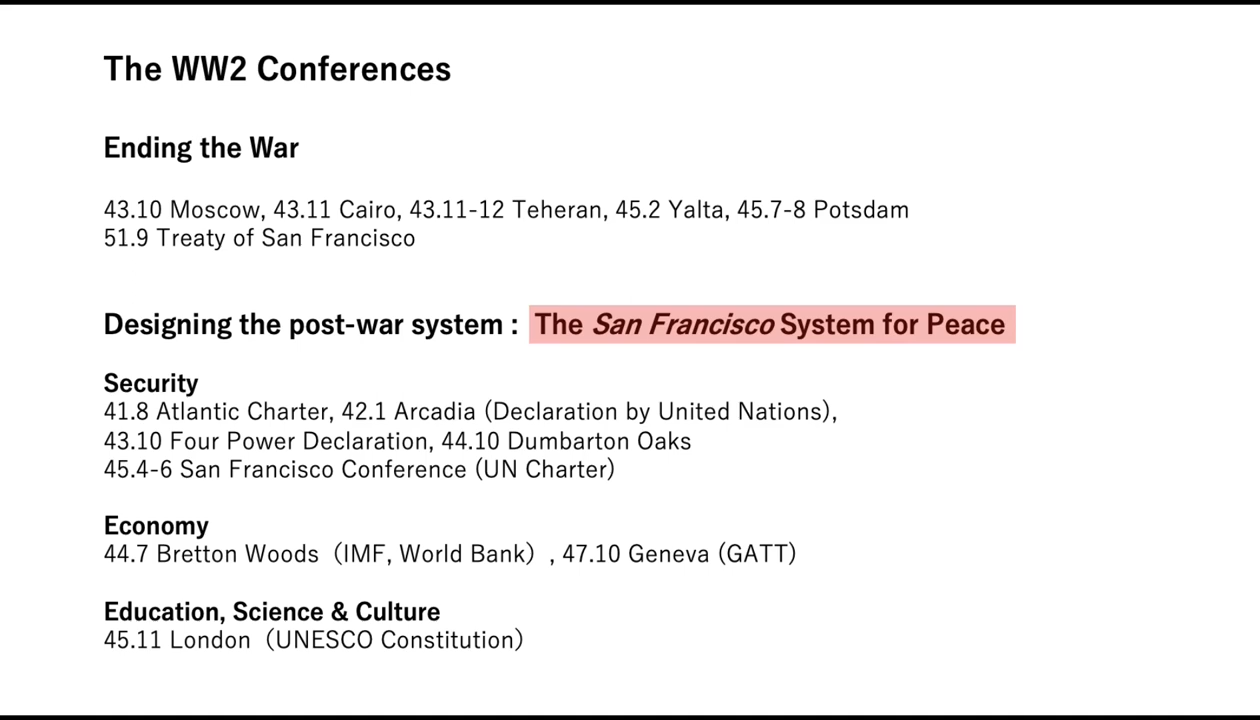 The WW2 Conferences
Ending the War
43.10 Moscow, 43.11 Cairo, 43.11-12 Teheran, 45.2 Yalta, 45.7-8 Potsdam
51.9 Treaty of San Francisco
Designing the post-war system : The San Francisco System for Peace
Security
41.8 Atlantic Charter, 42.1 Arcadia (Declaration by United Nations),
43.10 Four Power Declaration, 44.10 Dumbarton Oaks
45.4-6 San Francisco Conference (UN Charter)
Economy
44.7 Bretton Woods（IMF, World Bank）, 47.10 Geneva (GATT)
Education, Science & Culture
45.11 London（UNESCO Constitution）